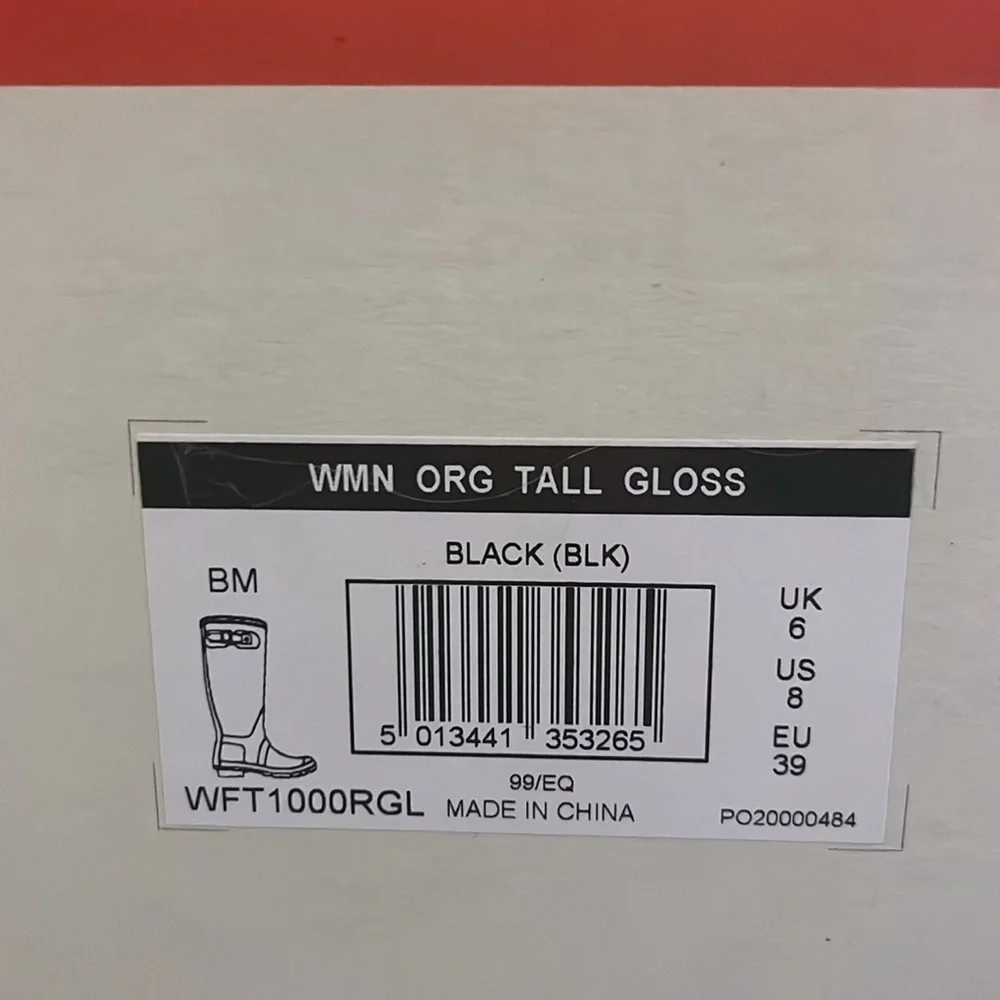 WMN ORG TALL GLOSS
BLACK (BLK)
BM
UK
6
US
8
EU
39
5 013441 353265
99/EQ
WFT1000RGL
MADE IN CHINA
PO20000484